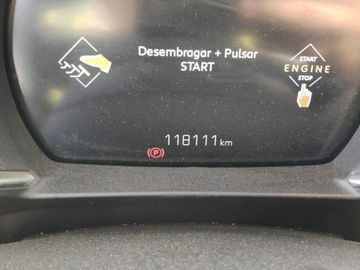 Desembragar + Pulsar
START
START
ENGINE
STOP
118111 km
P